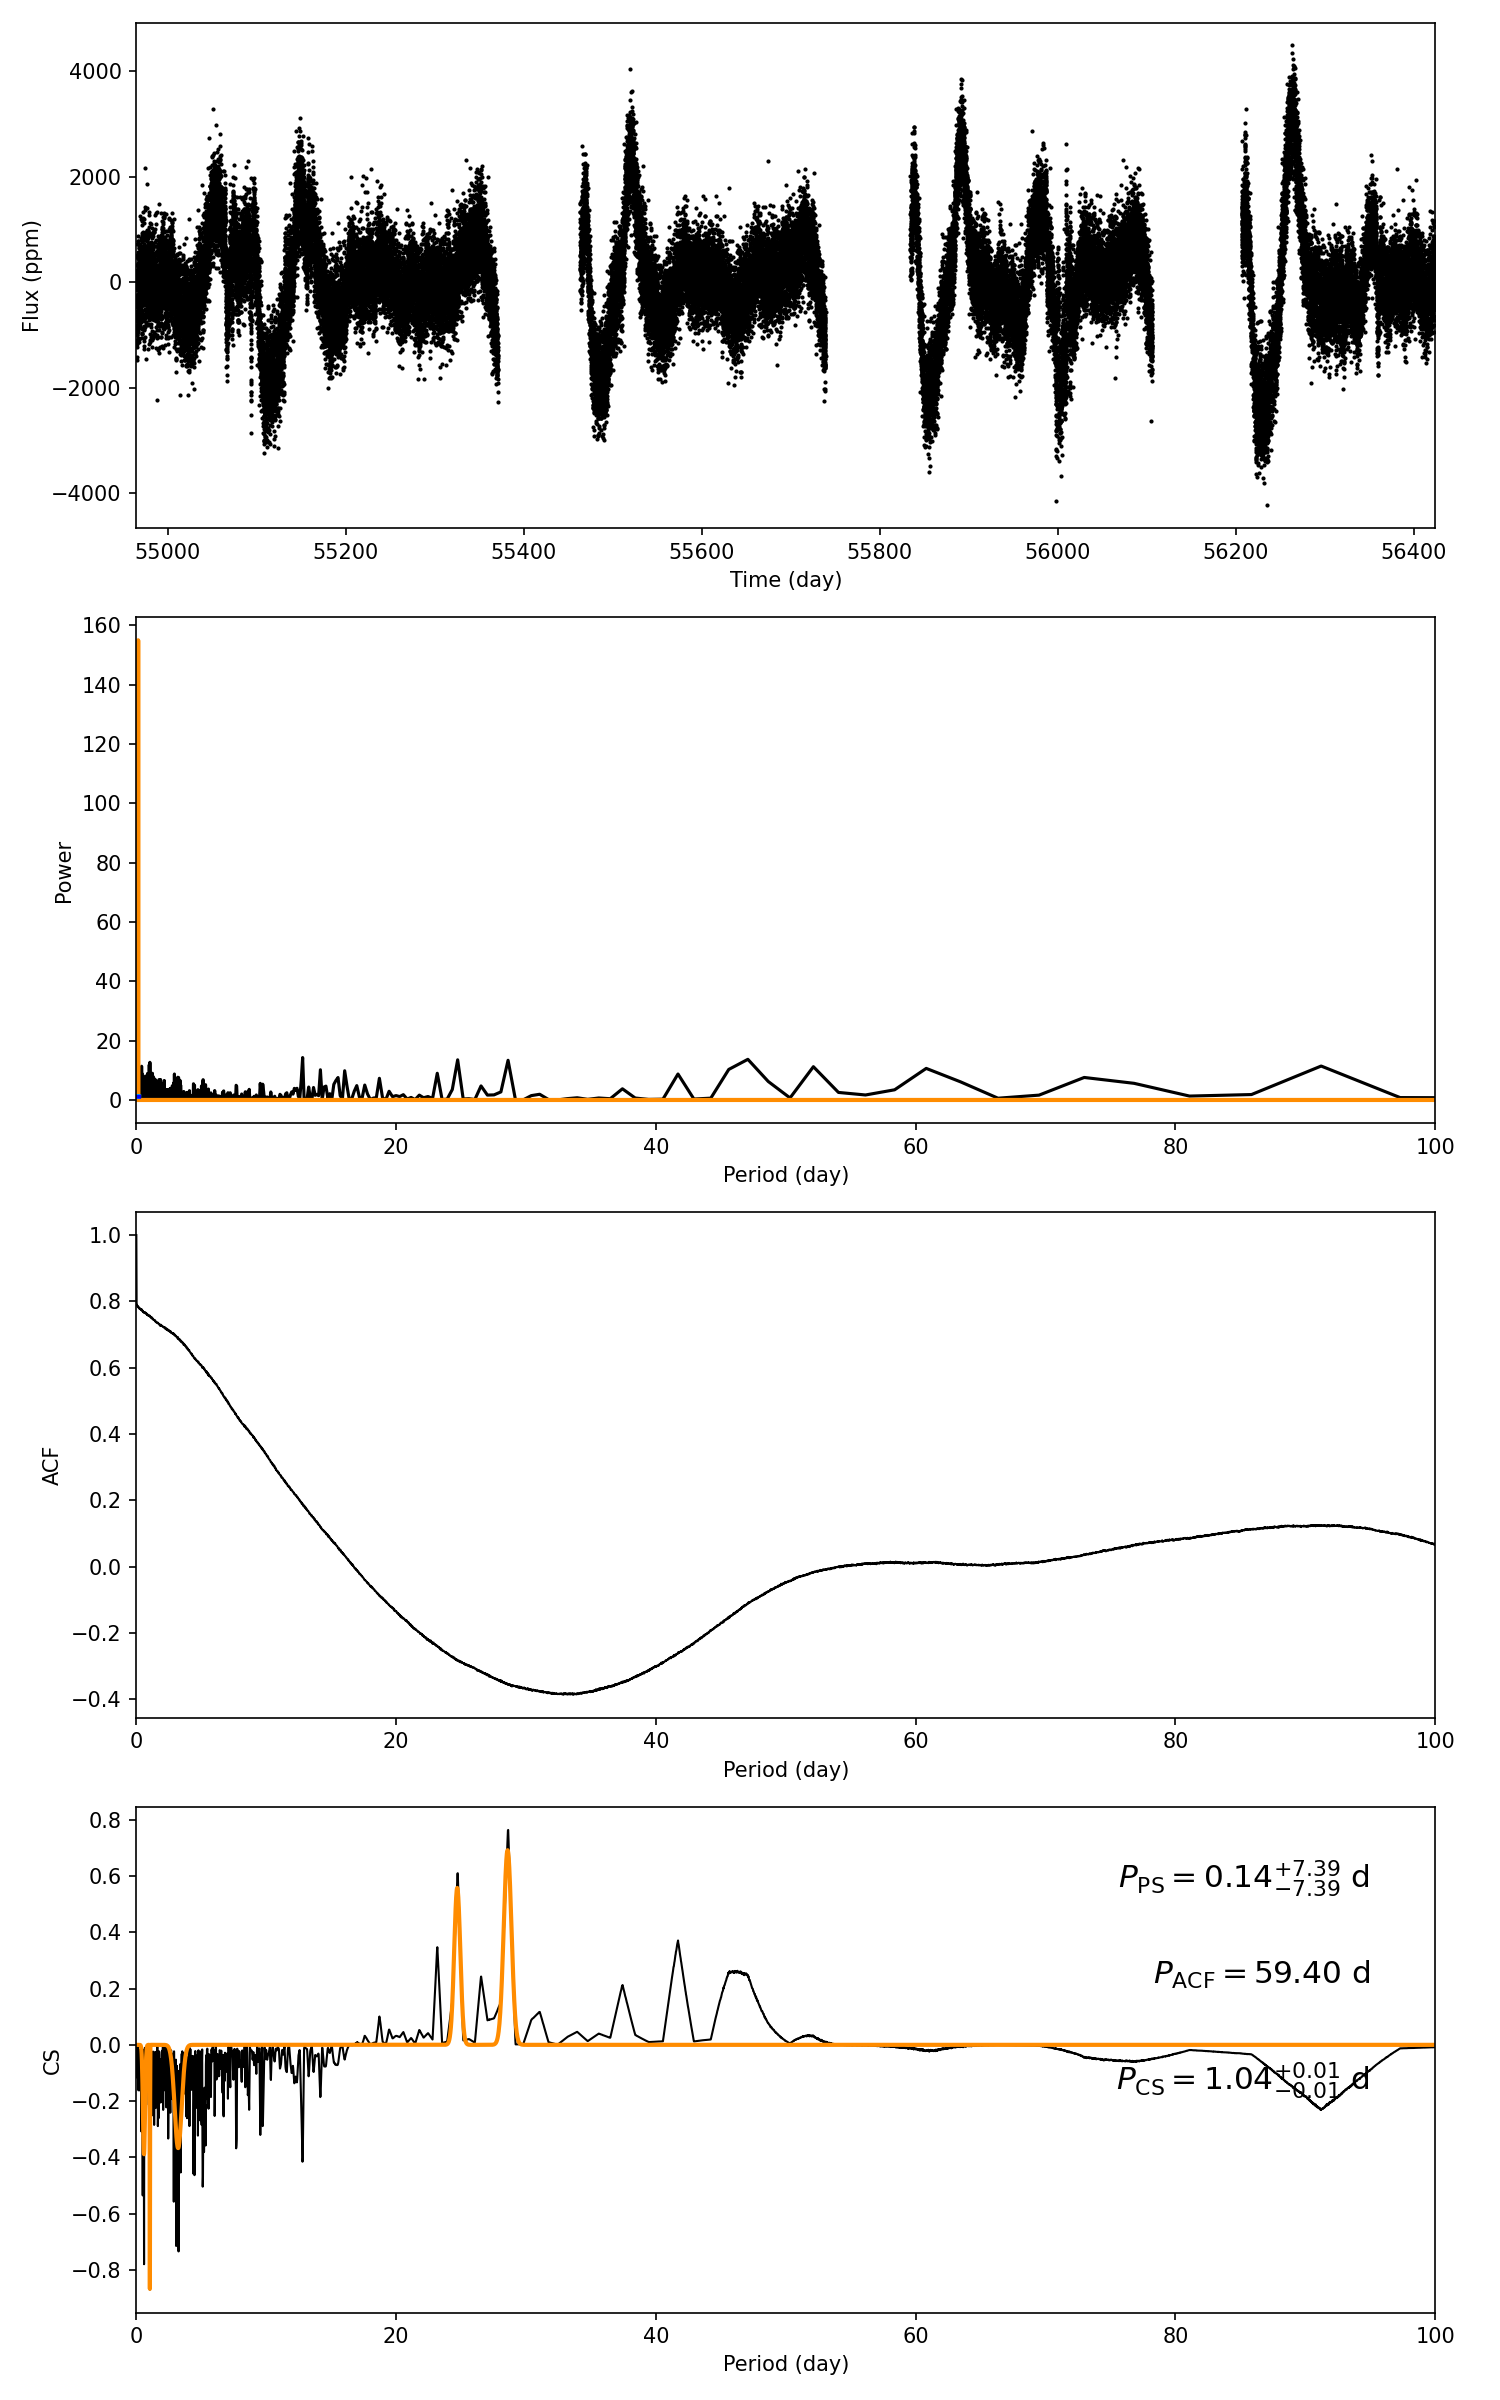 4000
2000
0
−2000
−4000
Flux (ppm)
55000 55200 55400 55600 55800 56000 56200 56400
Time (day)
160
140
120
100
80
60
40
20
0
Power
0 20 40 60 80 100
Period (day)
1.0
0.8
0.6
0.4
0.2
0.0
−0.2
−0.4
ACF
0 20 40 60 80 100
Period (day)
0.8
0.6
0.4
0.2
0.0
−0.2
−0.4
−0.6
−0.8
CS
P_PS = 0.14^{+7.39}_{−7.39} d
P_ACF = 59.40 d
P_CS = 1.04^{+0.01}_{−0.01} d
0 20 40 60 80 100
Period (day)